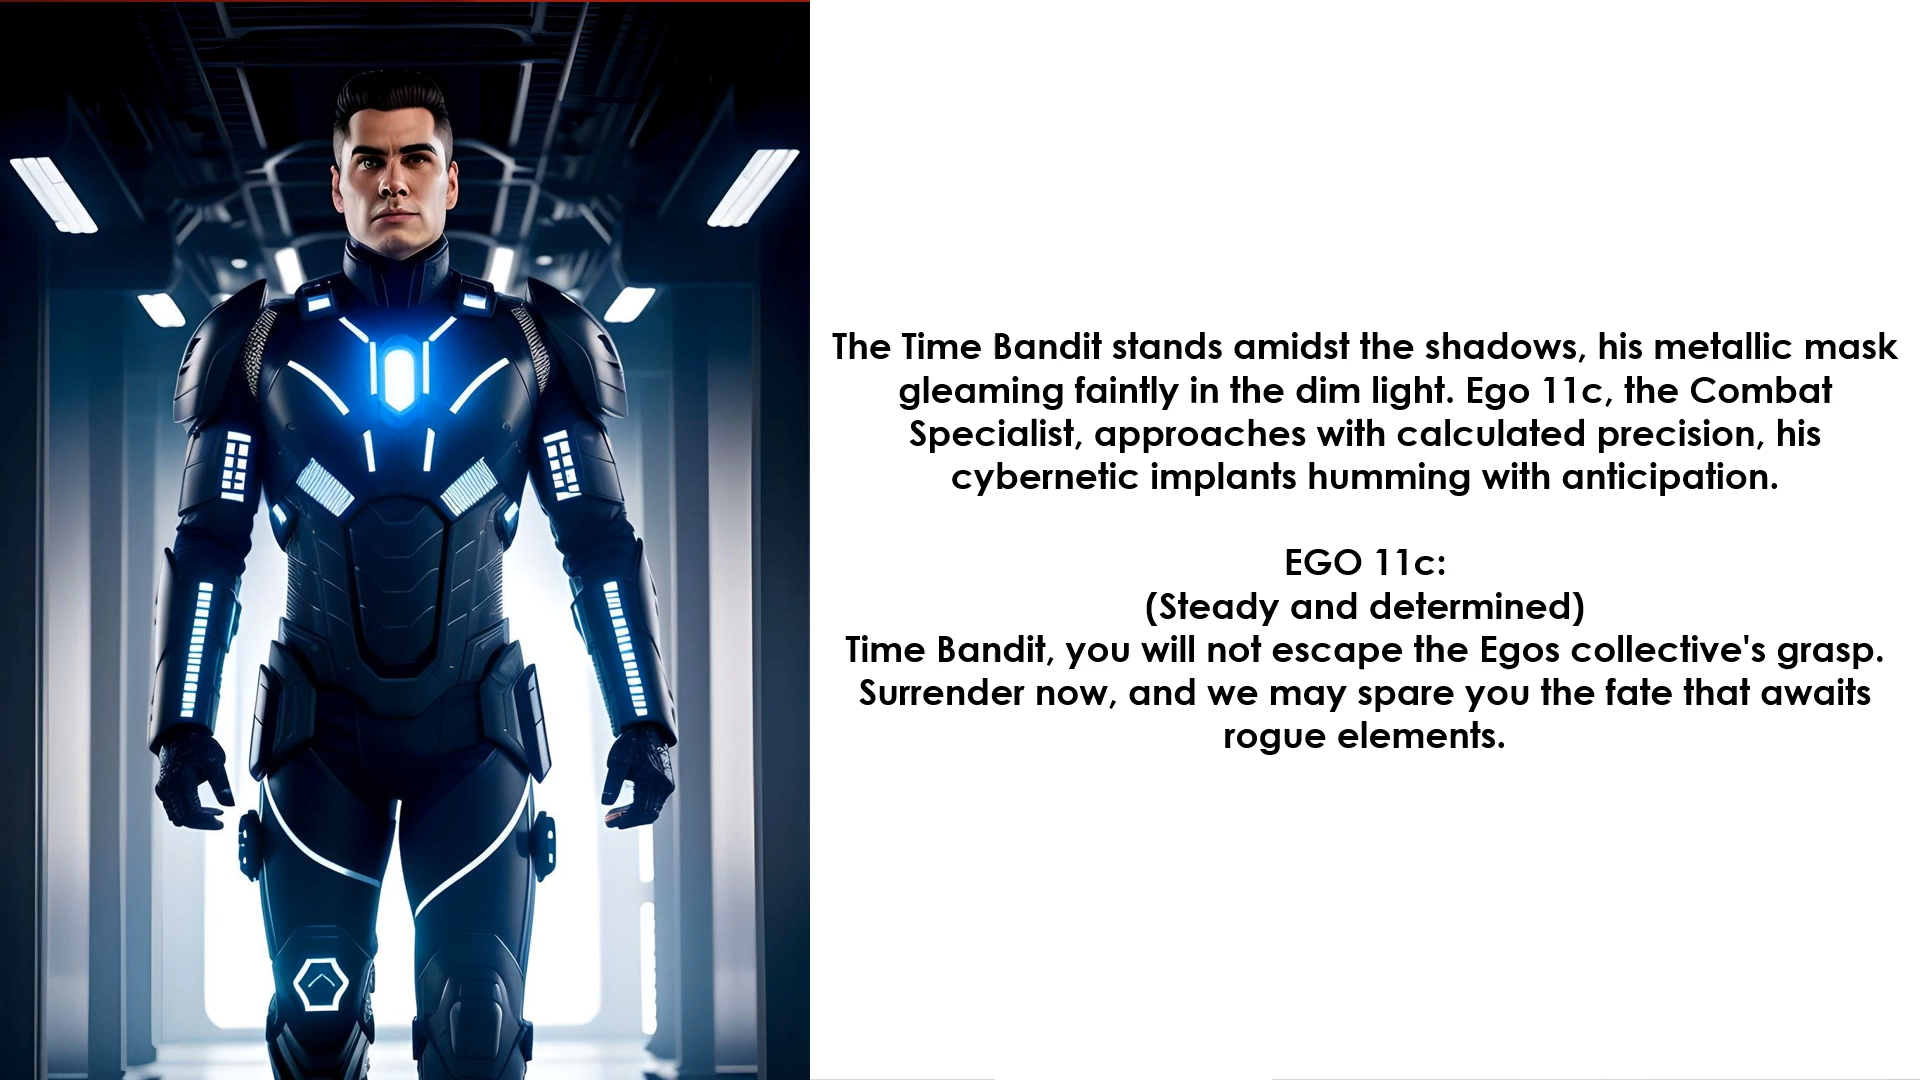 The Time Bandit stands amidst the shadows, his metallic mask
gleaming faintly in the dim light. Ego 11c, the Combat
Specialist, approaches with calculated precision, his
cybernetic implants humming with anticipation.
EGO 11c:
(Steady and determined)
Time Bandit, you will not escape the Egos collective's grasp.
Surrender now, and we may spare you the fate that awaits
rogue elements.